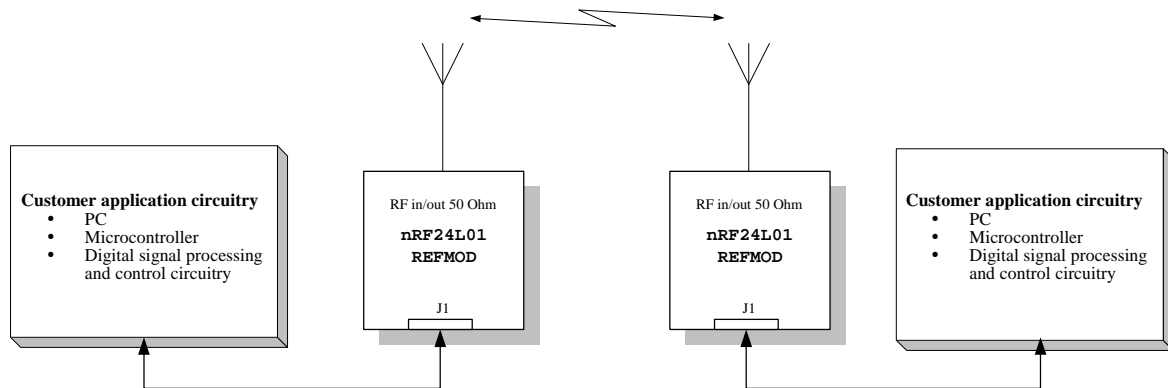 Customer application circuitry
• PC
• Microcontroller
• Digital signal processing
and control circuitry
RF in/out 50 Ohm
nRF24L01
REFMOD
J1
RF in/out 50 Ohm
nRF24L01
REFMOD
J1
Customer application circuitry
• PC
• Microcontroller
• Digital signal processing
and control circuitry